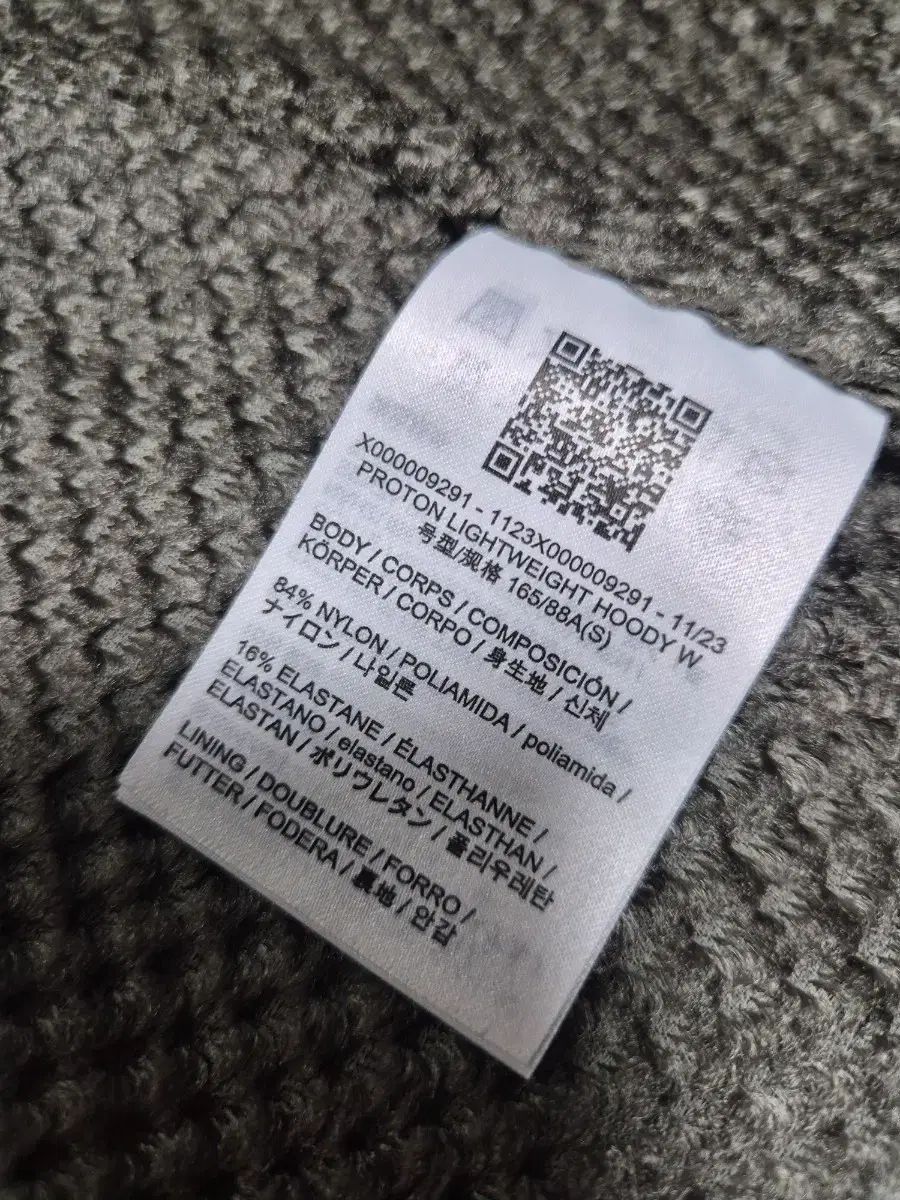 X000009291 - 1123X000009291 - 11/23
PROTON LIGHTWEIGHT HOODY W
号型/规格 165/88A(S)
BODY / CORPS / COMPOSICIÓN /
KÖRPER / CORPO / 身生地 / 신체
84% NYLON / POLIAMIDA / poliamida /
ナイロン / 나일론
16% ELASTANE / ÉLASTHANNE /
ELASTANO / elastano / ELASTHAN /
ELASTAN / ポリウレタン / 폴리우레탄
LINING / DOUBLURE / FORRO /
FUTTER / FODERA / 裏地 / 안감